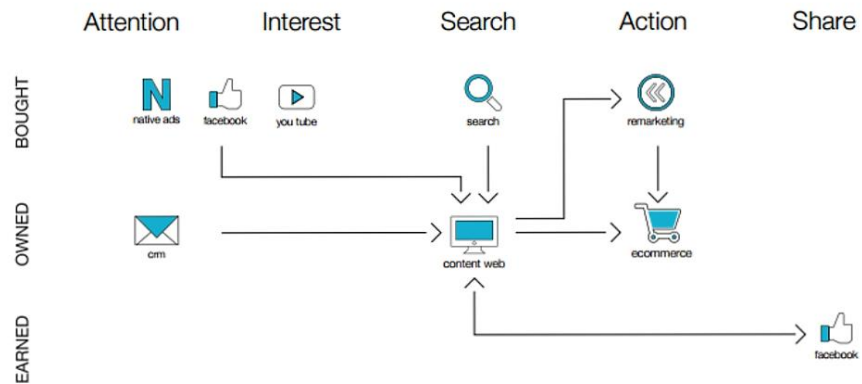 Attention Interest Search Action Share
BOUGHT
N
native ads facebook you tube search remarketing
OWNED
crm content web ecommerce
EARNED
facebook